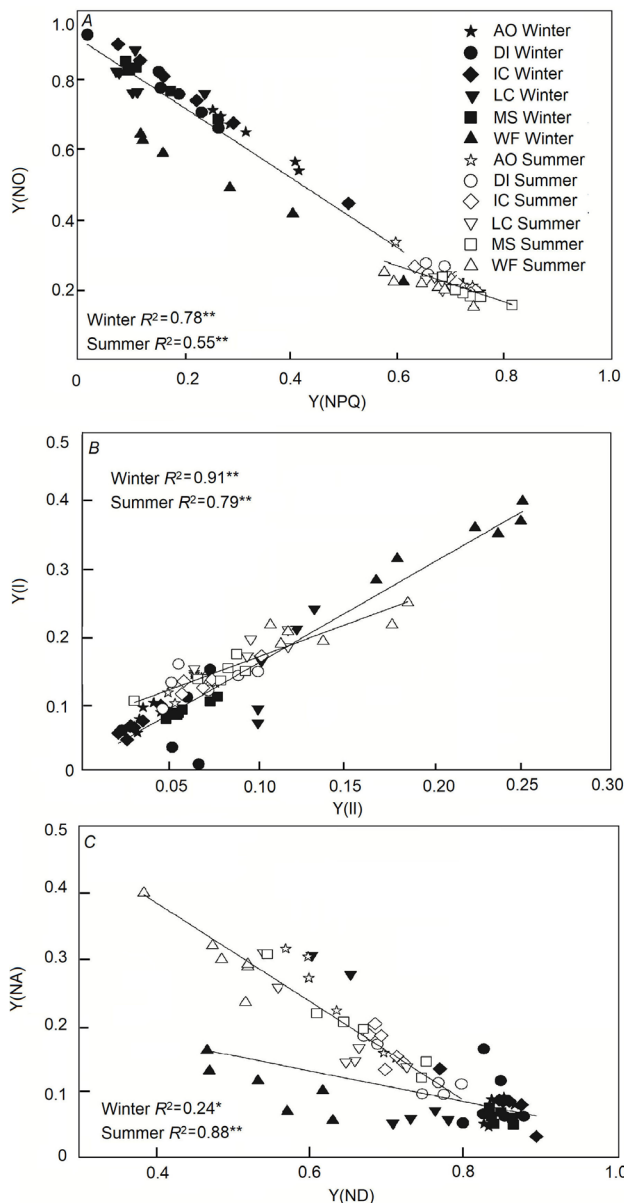 A
1.0
0.8
0.6
0.4
0.2
0
Y(NO)
★ AO Winter
● DI Winter
◆ IC Winter
▼ LC Winter
■ MS Winter
▲ WF Winter
☆ AO Summer
○ DI Summer
◇ IC Summer
▽ LC Summer
□ MS Summer
△ WF Summer
Winter R²=0.78**
Summer R²=0.55**
0 0.2 0.4 0.6 0.8 1.0
Y(NPQ)
B
Winter R²=0.91**
Summer R²=0.79**
0.5
0.4
0.3
0.2
0.1
0
Y(I)
0.05 0.10 0.15 0.20 0.25 0.30
Y(II)
C
0.5
0.4
0.3
0.2
0.1
0
Y(NA)
Winter R²=0.24*
Summer R²=0.88**
0.4 0.6 0.8 1.0
Y(ND)